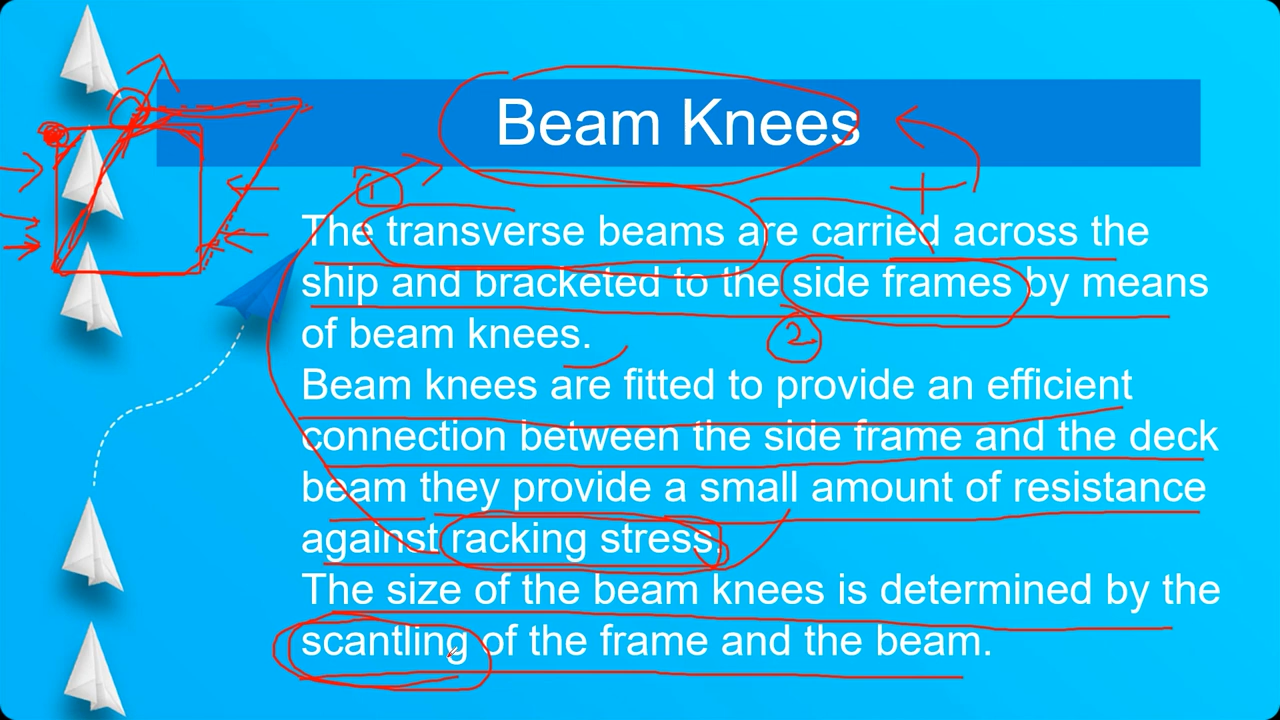 Beam Knees
1
The transverse beams are carried across the
ship and bracketed to the side frames by means
2
of beam knees.
Beam knees are fitted to provide an efficient
connection between the side frame and the deck
beam they provide a small amount of resistance
against racking stress.
The size of the beam knees is determined by the
scantling of the frame and the beam.